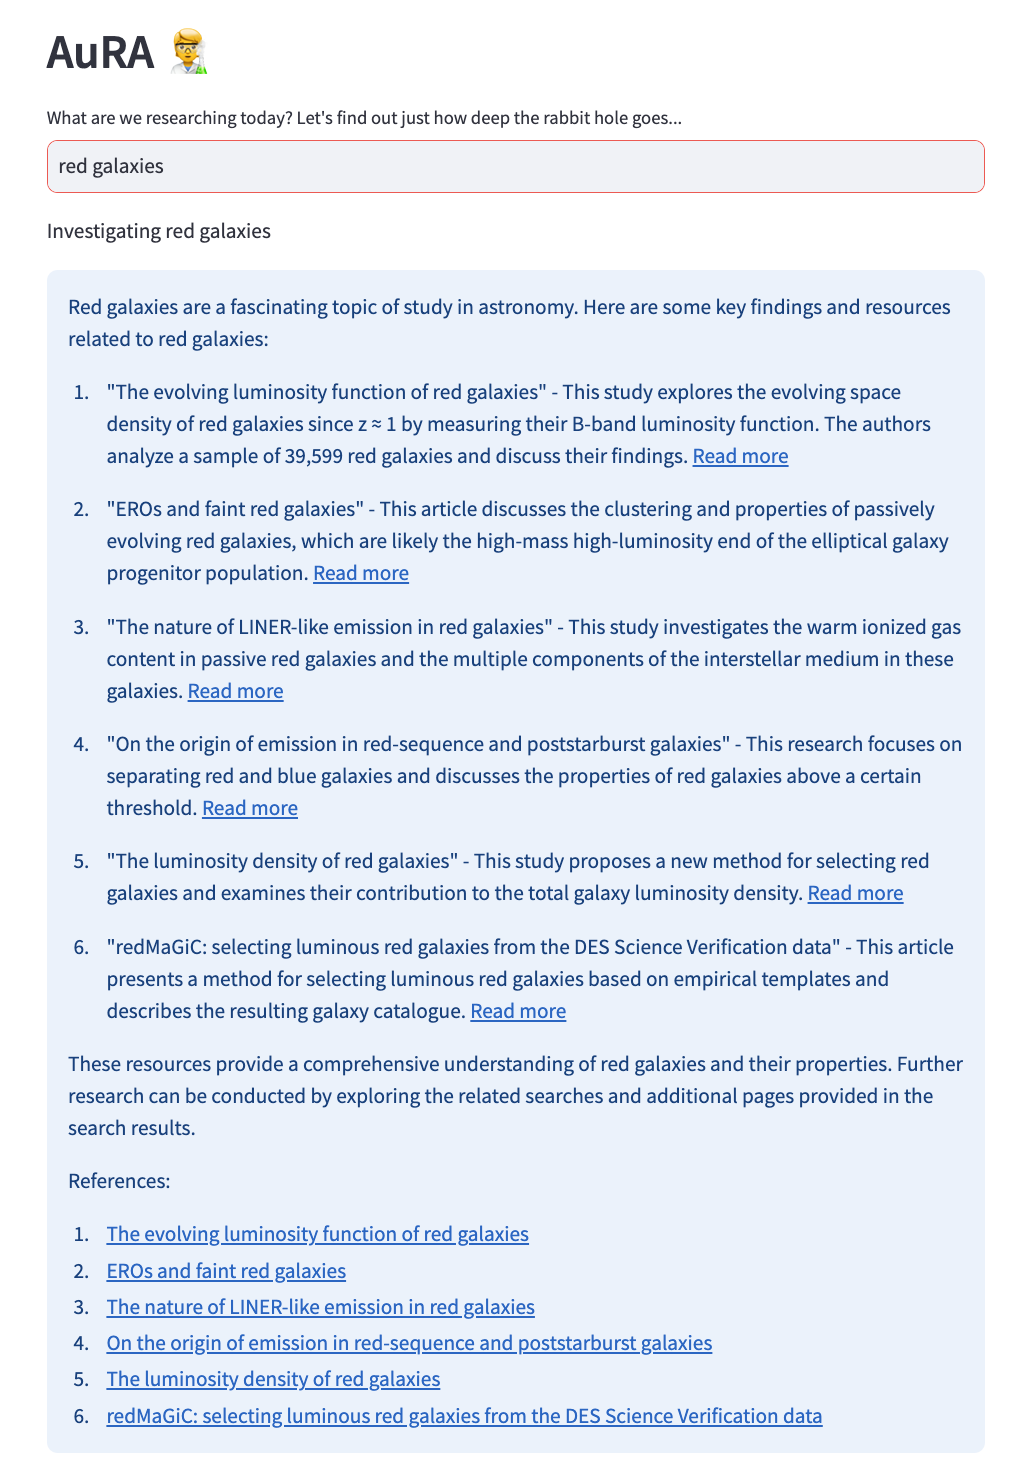 AuRA
What are we researching today? Let's find out just how deep the rabbit hole goes...
red galaxies
Investigating red galaxies
Red galaxies are a fascinating topic of study in astronomy. Here are some key findings and resources
related to red galaxies:
1. "The evolving luminosity function of red galaxies" - This study explores the evolving space
density of red galaxies since z ≈ 1 by measuring their B-band luminosity function. The authors
analyze a sample of 39,599 red galaxies and discuss their findings. Read more
2. "EROs and faint red galaxies" - This article discusses the clustering and properties of passively
evolving red galaxies, which are likely the high-mass high-luminosity end of the elliptical galaxy
progenitor population. Read more
3. "The nature of LINER-like emission in red galaxies" - This study investigates the warm ionized gas
content in passive red galaxies and the multiple components of the interstellar medium in these
galaxies. Read more
4. "On the origin of emission in red-sequence and poststarburst galaxies" - This research focuses on
separating red and blue galaxies and discusses the properties of red galaxies above a certain
threshold. Read more
5. "The luminosity density of red galaxies" - This study proposes a new method for selecting red
galaxies and examines their contribution to the total galaxy luminosity density. Read more
6. "redMaGiC: selecting luminous red galaxies from the DES Science Verification data" - This article
presents a method for selecting luminous red galaxies based on empirical templates and
describes the resulting galaxy catalogue. Read more
These resources provide a comprehensive understanding of red galaxies and their properties. Further
research can be conducted by exploring the related searches and additional pages provided in the
search results.
References:
1. The evolving luminosity function of red galaxies
2. EROs and faint red galaxies
3. The nature of LINER-like emission in red galaxies
4. On the origin of emission in red-sequence and poststarburst galaxies
5. The luminosity density of red galaxies
6. redMaGiC: selecting luminous red galaxies from the DES Science Verification data